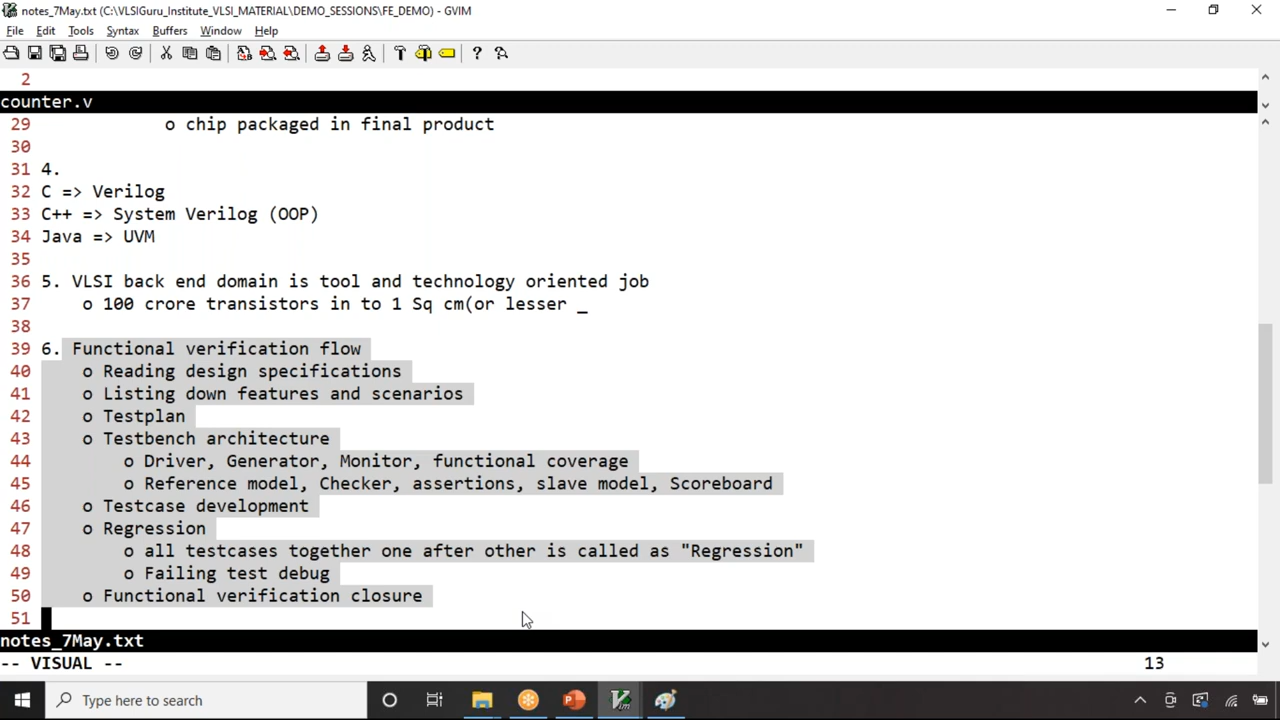 notes_7May.txt (C:\VLSIGuru_Institute_VLSI_MATERIAL\DEMO_SESSIONS\FE_DEMO) - GVIM
File Edit Tools Syntax Buffers Window Help
2
counter.v
29 o chip packaged in final product
30
31 4.
32 C => Verilog
33 C++ => System Verilog (OOP)
34 Java => UVM
35
36 5. VLSI back end domain is tool and technology oriented job
37 o 100 crore transistors in to 1 Sq cm(or lesser _
38
39 6. Functional verification flow
40 o Reading design specifications
41 o Listing down features and scenarios
42 o Testplan
43 o Testbench architecture
44 o Driver, Generator, Monitor, functional coverage
45 o Reference model, Checker, assertions, slave model, Scoreboard
46 o Testcase development
47 o Regression
48 o all testcases together one after other is called as "Regression"
49 o Failing test debug
50 o Functional verification closure
51
notes_7May.txt
-- VISUAL -- 13
Type here to search